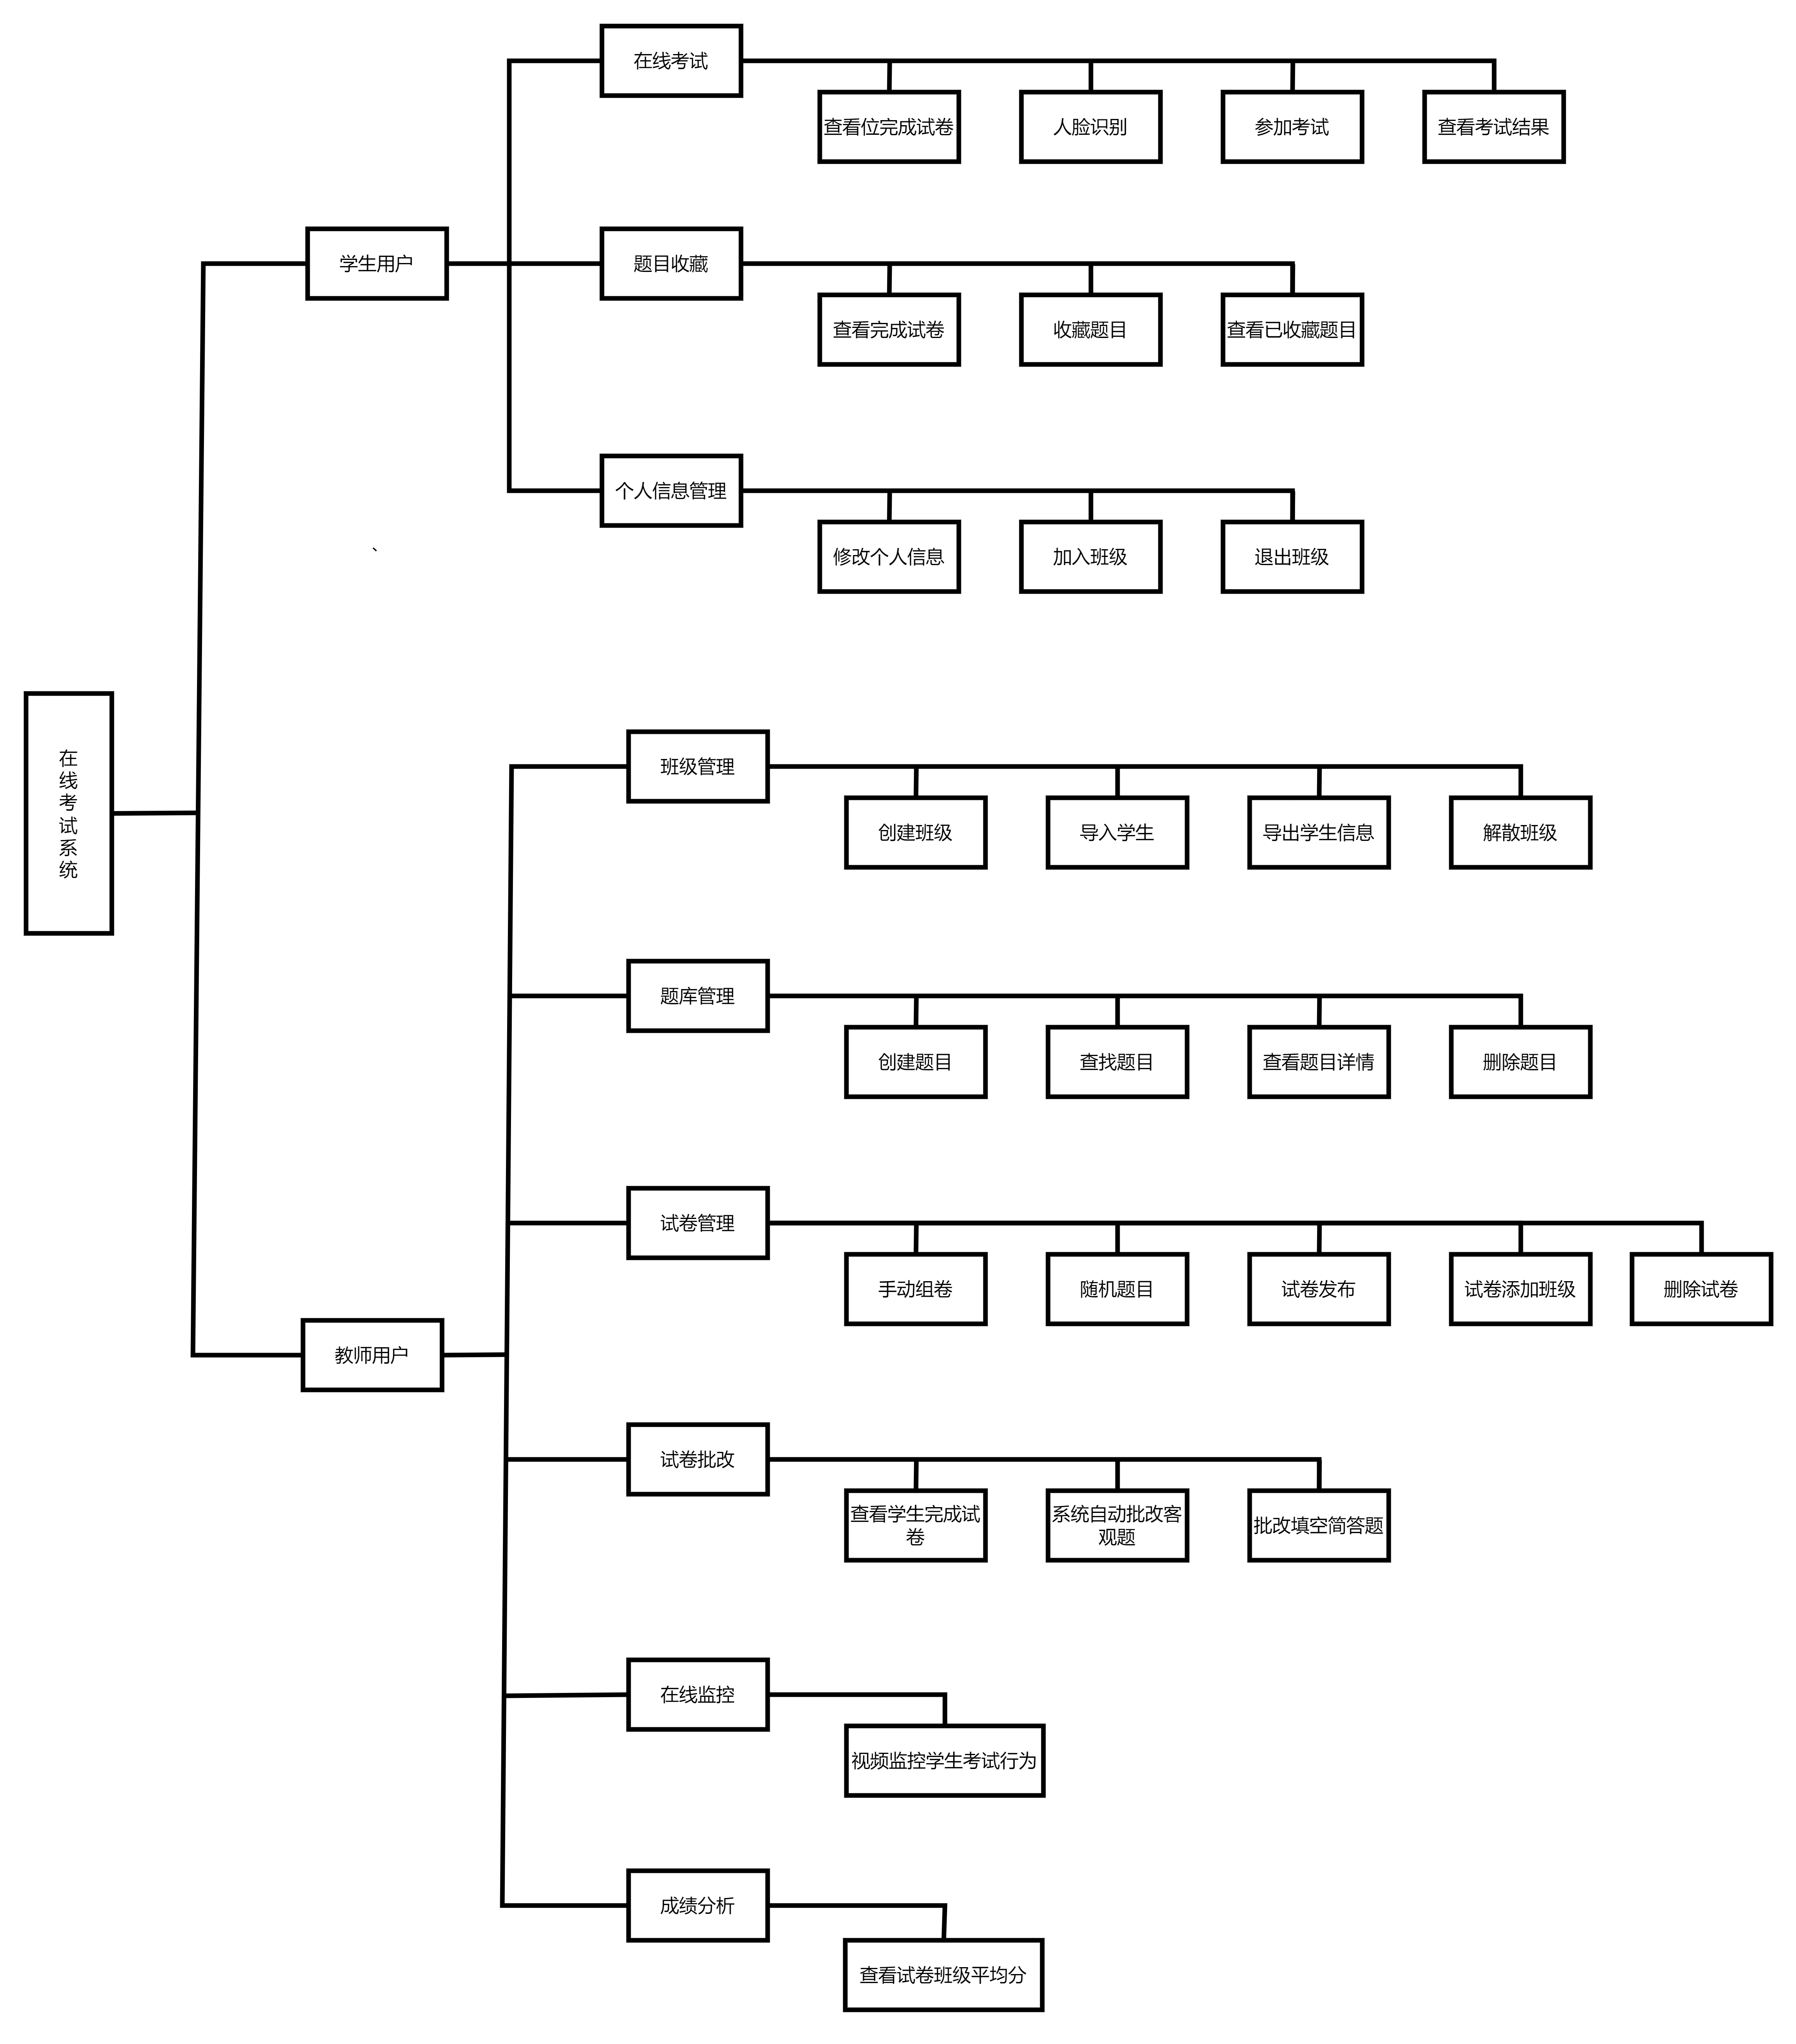 在线考试
查看位完成试卷
人脸识别
参加考试
查看考试结果
学生用户
题目收藏
查看完成试卷
收藏题目
查看已收藏题目
个人信息管理
修改个人信息
加入班级
退出班级
、
在
线
考
试
系
统
班级管理
创建班级
导入学生
导出学生信息
解散班级
题库管理
创建题目
查找题目
查看题目详情
删除题目
试卷管理
手动组卷
随机题目
试卷发布
试卷添加班级
删除试卷
教师用户
试卷批改
查看学生完成试
卷
系统自动批改客
观题
批改填空简答题
在线监控
视频监控学生考试行为
成绩分析
查看试卷班级平均分